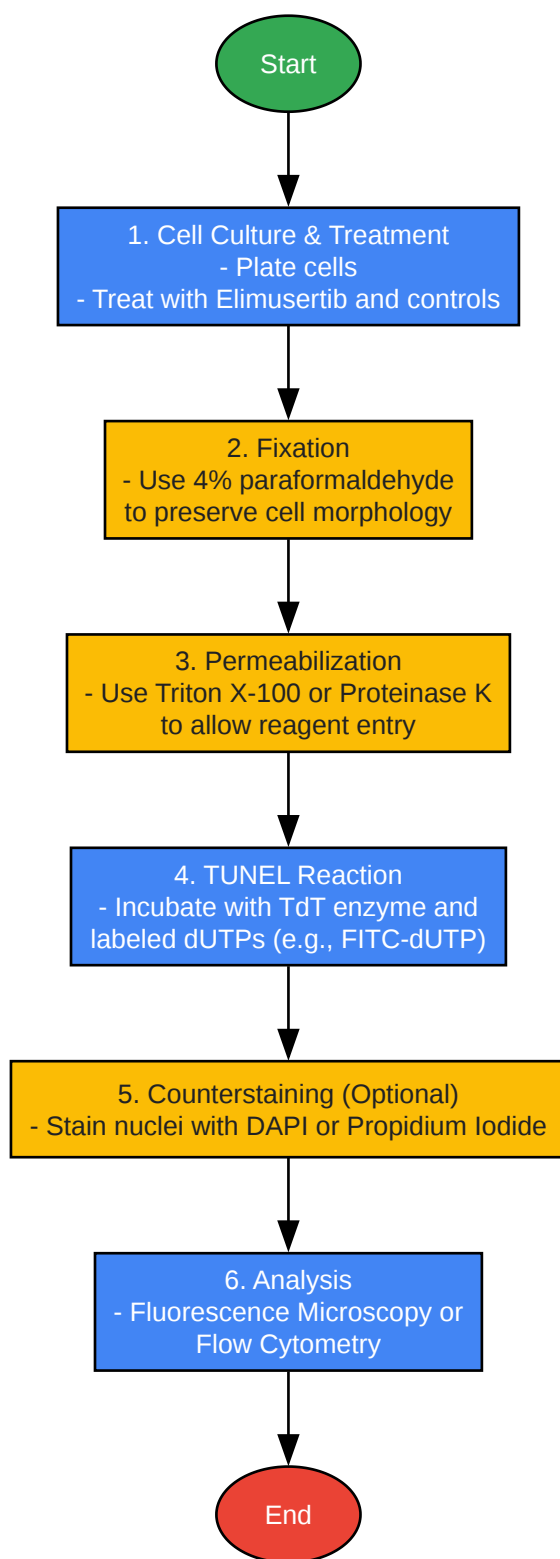 Start
1. Cell Culture & Treatment
- Plate cells
- Treat with Elimusertib and controls
2. Fixation
- Use 4% paraformaldehyde
to preserve cell morphology
3. Permeabilization
- Use Triton X-100 or Proteinase K
to allow reagent entry
4. TUNEL Reaction
- Incubate with TdT enzyme and
labeled dUTPs (e.g., FITC-dUTP)
5. Counterstaining (Optional)
- Stain nuclei with DAPI or Propidium Iodide
6. Analysis
- Fluorescence Microscopy or
Flow Cytometry
End